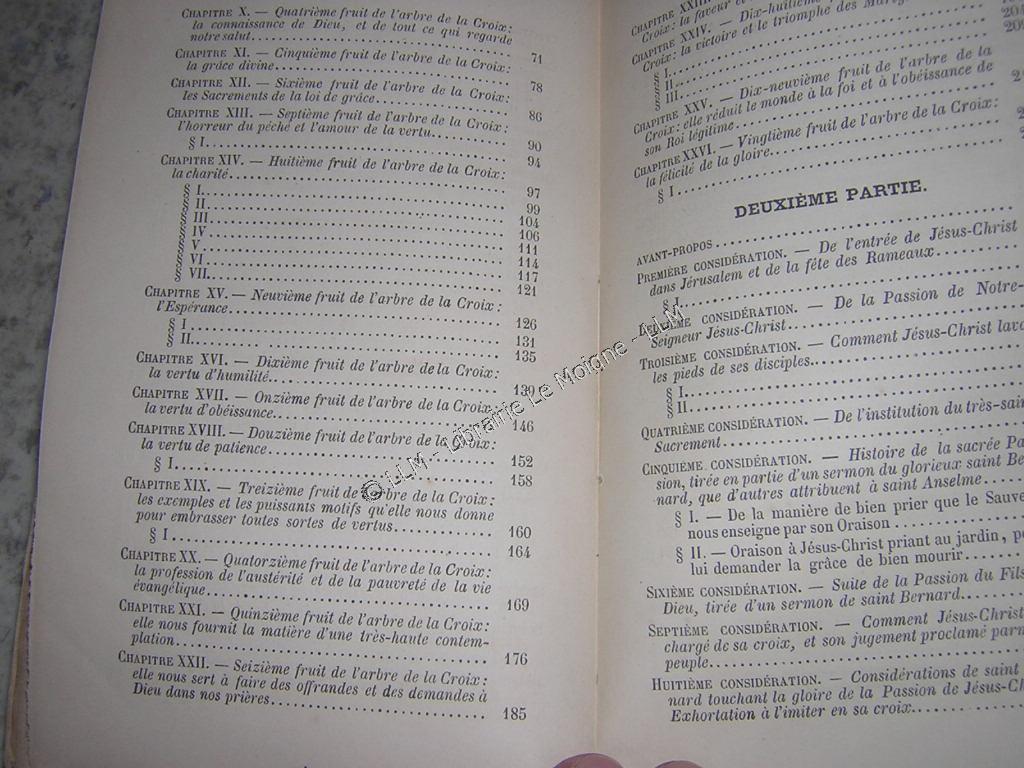 CHAPITRE X. — Quatrième fruit de l'arbre de la Croix:
la connaissance de Dieu, et de tout ce qui regarde
notre salut 71
CHAPITRE XI. — Cinquième fruit de l'arbre de la Croix:
la grâce divine 78
CHAPITRE XII. — Sixième fruit de l'arbre de la Croix:
les Sacrements de la loi de grâce 86
CHAPITRE XIII. — Septième fruit de l'arbre de la Croix:
l'horreur du péché et l'amour de la vertu 90
§ I 94
CHAPITRE XIV. — Huitième fruit de l'arbre de la Croix:
la charité 97
§ I 99
§ II 104
§ III 106
§ IV 111
§ V 114
§ VI 117
§ VII 121
CHAPITRE XV. — Neuvième fruit de l'arbre de la Croix:
l'Espérance 126
§ I 131
§ II 135
CHAPITRE XVI. — Dixième fruit de l'arbre de la Croix:
la vertu d'humilité 139
CHAPITRE XVII. — Onzième fruit de l'arbre de la Croix,
la vertu d'obéissance 146
CHAPITRE XVIII. — Douzième fruit de l'arbre de la Croix:
la vertu de patience 152
§ I 158
CHAPITRE XIX. — Treizième fruit de l'arbre de la Croix:
les exemples et les puissants motifs qu'elle nous donne
pour embrasser toutes sortes de vertus 160
§ I 164
CHAPITRE XX. — Quatorzième fruit de l'arbre de la Croix:
la profession de l'austérité et de la pauvreté de la vie
évangélique 169
CHAPITRE XXI. — Quinzième fruit de l'arbre de la Croix:
elle nous fournit la matière d'une très-haute contem-
plation 176
CHAPITRE XXII. — Seizième fruit de l'arbre de la Croix:
elle nous sert à faire des offrandes et des demandes à
Dieu dans nos prières 185
CHAPITRE XXIII
Croix: la faveur et
CHAPITRE XXIV. — Dix-huitième
Croix: la victoire et le triomphe des
§ I
§ II
§ III
CHAPITRE XXV. — Dix-neuvième fruit de l'arbre de la
Croix: elle réduit le monde à la foi et à l'obéissance de
son Roi légitime
CHAPITRE XXVI. — Vingtième fruit de l'arbre de la Croix:
la félicité de la gloire
§ I
DEUXIÈME PARTIE.
AVANT-PROPOS
PREMIÈRE CONSIDÉRATION. — De l'entrée de Jésus-Christ
dans Jérusalem et de la fête des Rameaux
§ I
DEUXIÈME CONSIDÉRATION. — De la Passion de Notre-
Seigneur Jésus-Christ
TROISIÈME CONSIDÉRATION. — Comment Jésus-Christ lava
les pieds de ses disciples
§ I
§ II
QUATRIÈME CONSIDÉRATION. — De l'institution du très-sain
Sacrement
CINQUIÈME CONSIDÉRATION. — Histoire de la sacrée Pa
sion, tirée en partie d'un sermon du glorieux saint B
nard, que d'autres attribuent à saint Anselme
§ I. — De la manière de bien prier que le Sauve
nous enseigne par son Oraison
§ II. — Oraison à Jésus-Christ priant au jardin, po
lui demander la grâce de bien mourir
SIXIÈME CONSIDÉRATION. — Suite de la Passion du Fils
Dieu, tirée d'un sermon de saint Bernard
SEPTIÈME CONSIDÉRATION. — Comment Jésus-Christ
chargé de sa croix, et son jugement proclamé parm
peuple
HUITIÈME CONSIDÉRATION. — Considérations de saint
nard touchant la gloire de la Passion de Jésus-Ch
Exhortation à l'imiter en sa croix
© LLM - Librairie Le Moigne - LLM